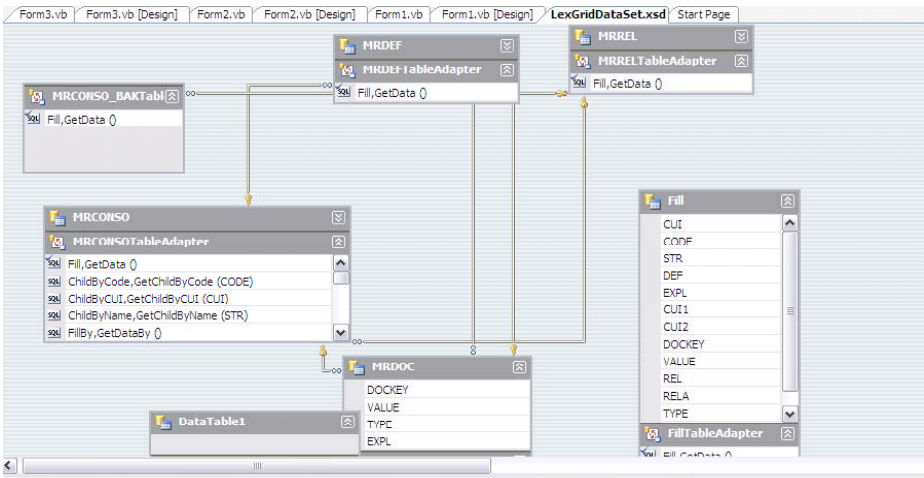 Form3.vb Form3.vb [Design] Form2.vb Form2.vb [Design] Form1.vb Form1.vb [Design] LexGridDataSet.xsd Start Page
MRDEF
MRDEFTableAdapter
Fill,GetData ()
MRREL
MRRELTableAdapter
Fill,GetData ()
MRCONSO_BAKTabl
Fill,GetData ()
MRCONSO
MRCONSOTableAdapter
Fill,GetData ()
ChildByCode,GetChildByCode (CODE)
ChildByCUI,GetChildByCUI (CUI)
ChildByName,GetChildByName (STR)
FillBy,GetDataBy ()
Fill
CUI
CODE
STR
DEF
EXPL
CUI1
CUI2
DOCKEY
VALUE
REL
RELA
TYPE
FillTableAdapter
Fill,GetData ()
MRDOC
DOCKEY
VALUE
TYPE
EXPL
DataTable1